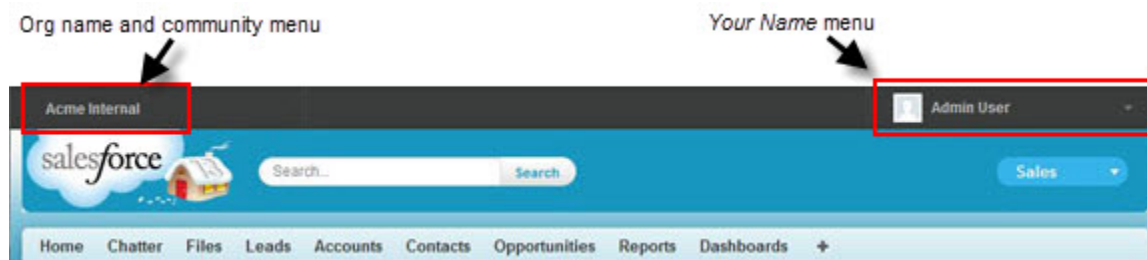 Org name and community menu
Your Name menu
Acme Internal
Admin User
salesforce
Search...
Search
Sales
Home Chatter Files Leads Accounts Contacts Opportunities Reports Dashboards +